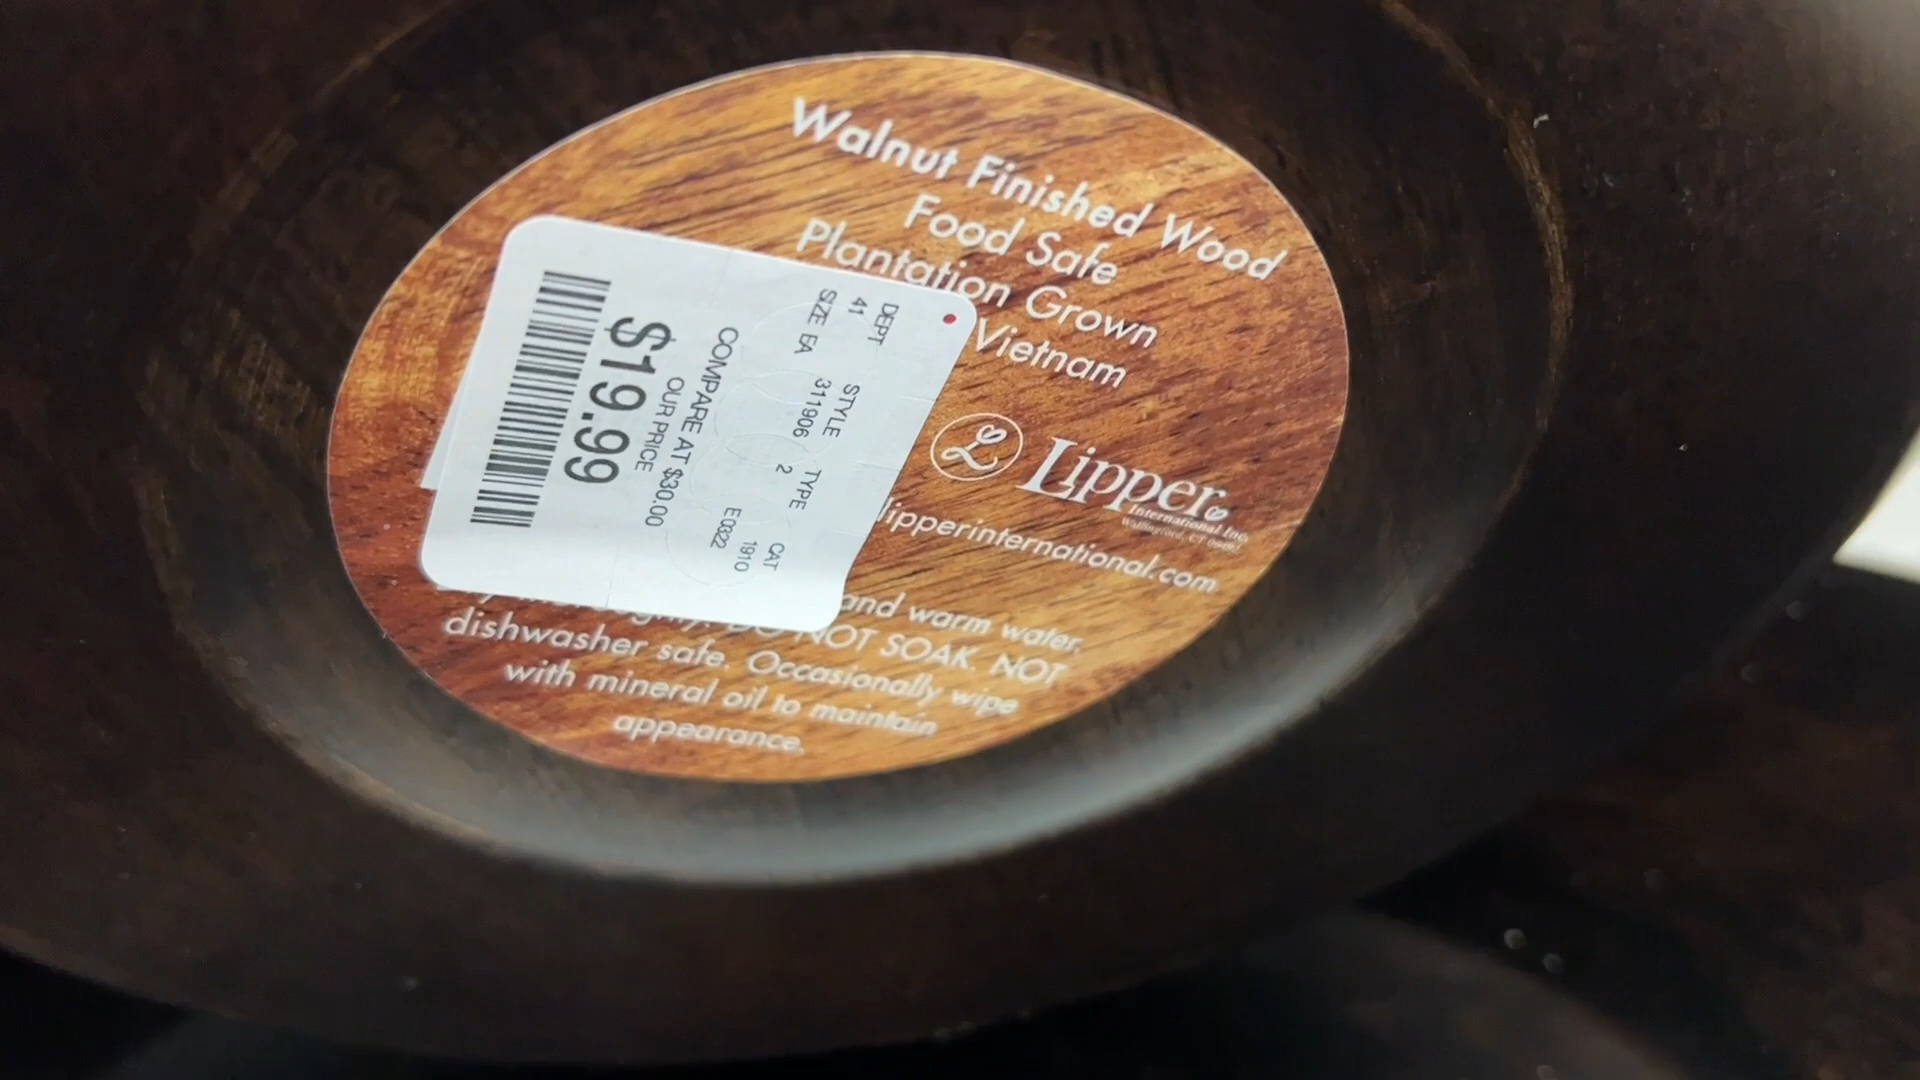 Walnut Finished Wood
Food Safe
Plantation Grown
Vietnam
Lipper
International, Inc.
Wallingford, CT
lipperinternational.com
and warm water.
DO NOT SOAK. NOT
dishwasher safe. Occasionally wipe
with mineral oil to maintain
appearance.
DEPT STYLE TYPE CAT
41 311906 2 1910
SIZE EA E0322
COMPARE AT $30.00
OUR PRICE
$19.99